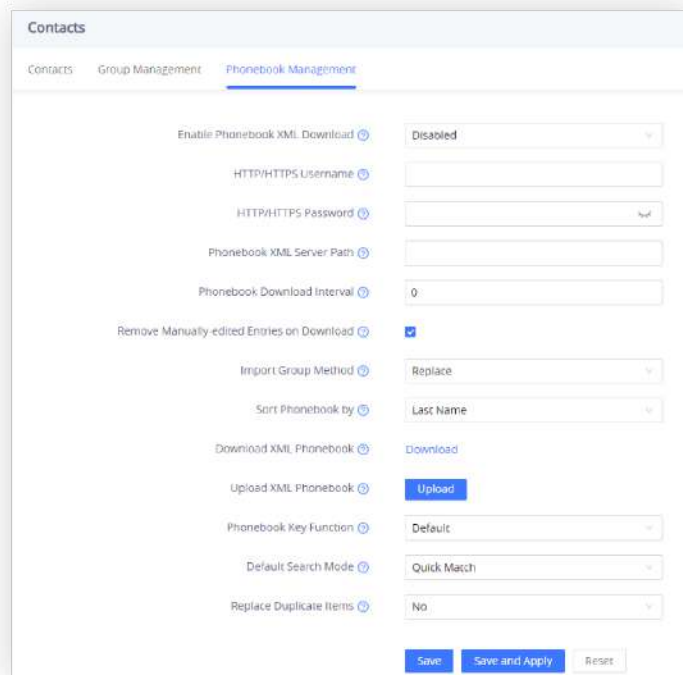 Contacts
Contacts Group Management Phonebook Management
Enable Phonebook XML Download Disabled
HTTP/HTTPS Username
HTTP/HTTPS Password
Phonebook XML Server Path
Phonebook Download Interval 0
Remove Manually-edited Entries on Download
Import Group Method Replace
Sort Phonebook by Last Name
Download XML Phonebook Download
Upload XML Phonebook Upload
Phonebook Key Function Default
Default Search Mode Quick Match
Replace Duplicate Items No
Save Save and Apply Reset